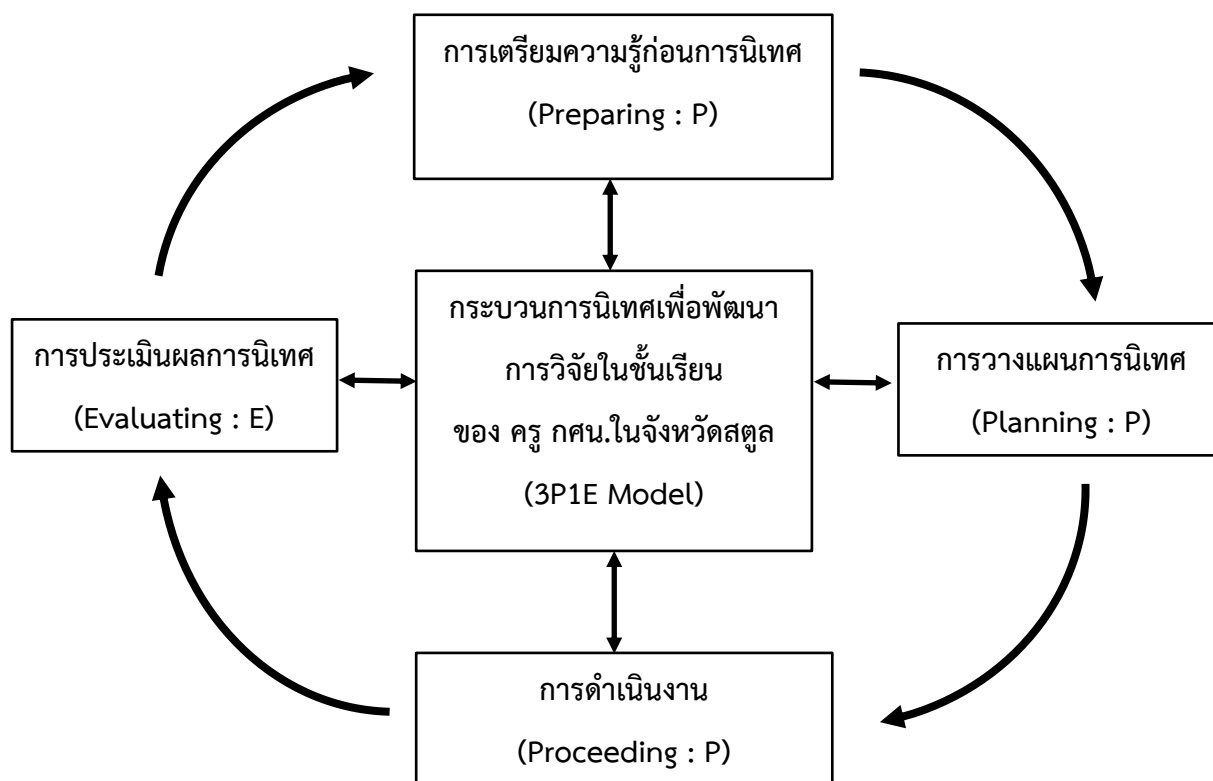 การเตรียมความรู้ก่อนการนิเทศ
(Preparing : P)
กระบวนการนิเทศเพื่อพัฒนา
การวิจัยในชั้นเรียน
ของ ครู กศน.ในจังหวัดสตูล
(3P1E Model)
การประเมินผลการนิเทศ
(Evaluating : E)
การวางแผนการนิเทศ
(Planning : P)
การดำเนินงาน
(Proceeding : P)